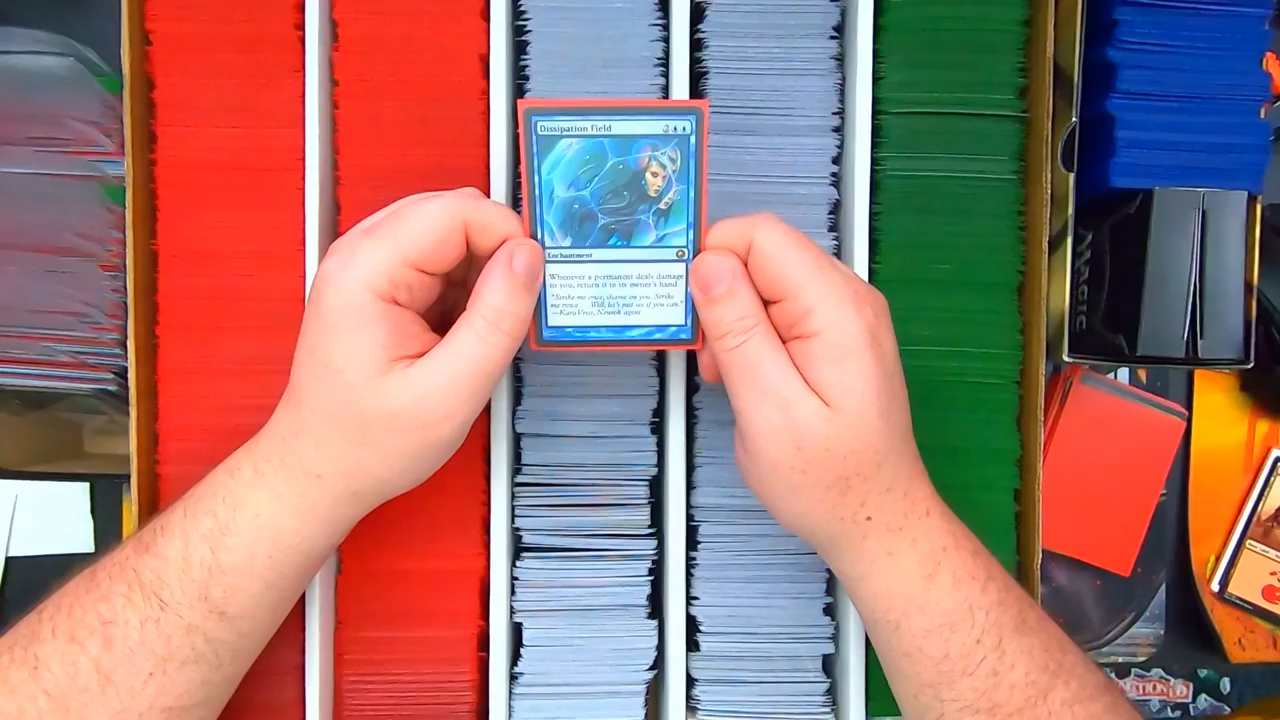 Dissipation Field 2
Enchantment
Whenever a permanent deals damage
to you, return it to its owner's hand.
"Strike me once, shame on you. Strike
me twice . . . Well, let's just see if you can."
—Kara Vrist, Neurok agent
MAGIC